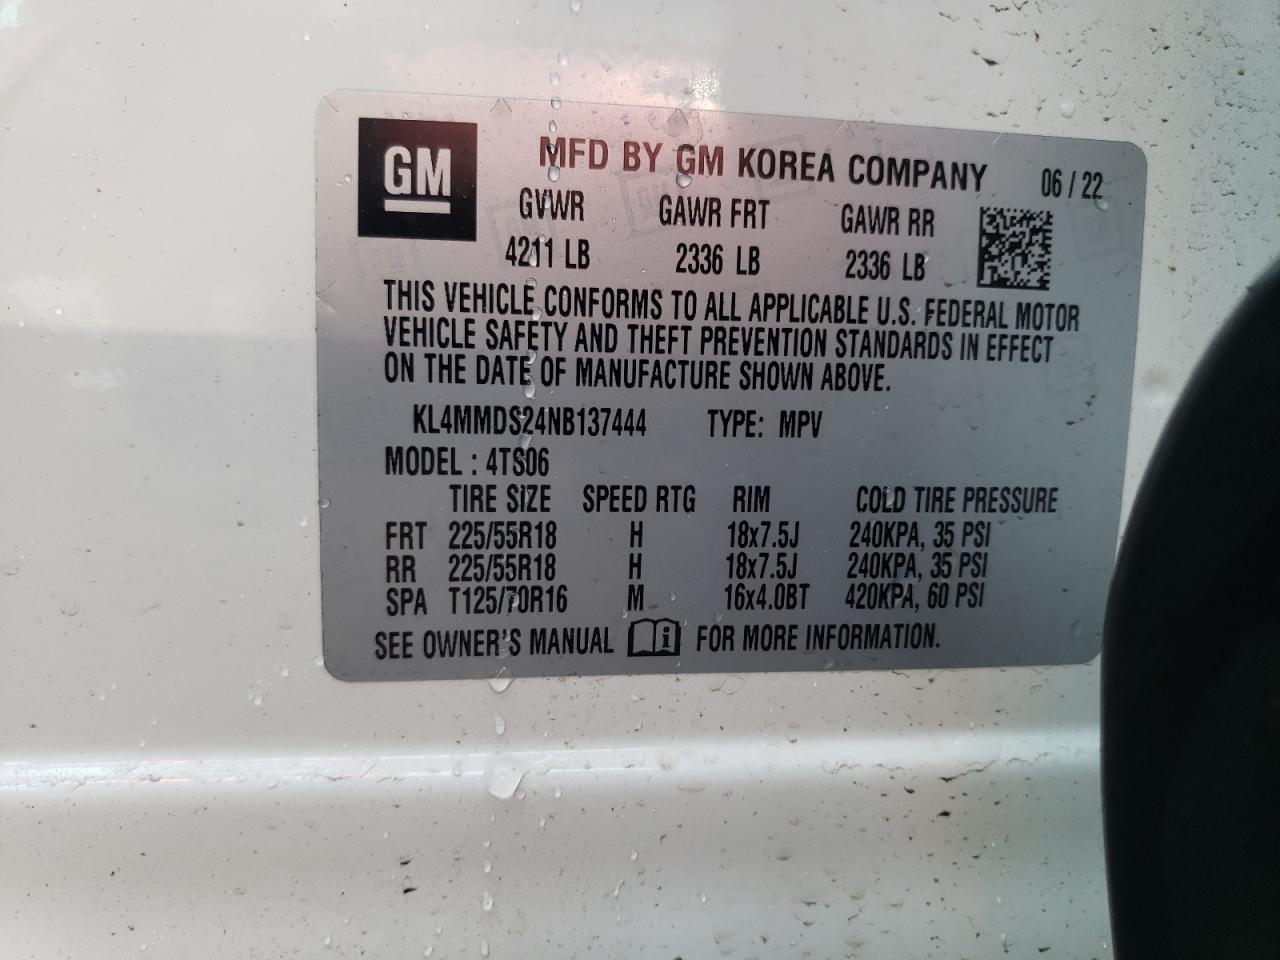 GM
MFD BY GM KOREA COMPANY 06 / 22
GVWR GAWR FRT GAWR RR
4211 LB 2336 LB 2336 LB
THIS VEHICLE CONFORMS TO ALL APPLICABLE U.S. FEDERAL MOTOR
VEHICLE SAFETY AND THEFT PREVENTION STANDARDS IN EFFECT
ON THE DATE OF MANUFACTURE SHOWN ABOVE.
KL4MMDS24NB137444 TYPE: MPV
MODEL : 4TS06
TIRE SIZE SPEED RTG RIM COLD TIRE PRESSURE
FRT 225/55R18 H 18x7.5J 240KPA, 35 PSI
RR 225/55R18 H 18x7.5J 240KPA, 35 PSI
SPA T125/70R16 M 16x4.0BT 420KPA, 60 PSI
SEE OWNER'S MANUAL i FOR MORE INFORMATION.